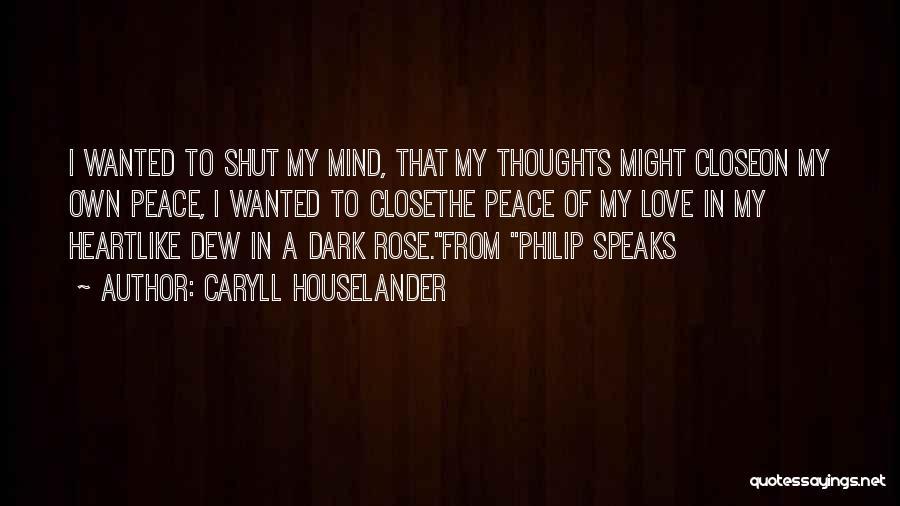 I WANTED TO SHUT MY MIND, THAT MY THOUGHTS MIGHT CLOSEON MY
OWN PEACE, I WANTED TO CLOSETHE PEACE OF MY LOVE IN MY
HEARTLIKE DEW IN A DARK ROSE."FROM "PHILIP SPEAKS
~ AUTHOR: CARYLL HOUSELANDER
quotessayings.net